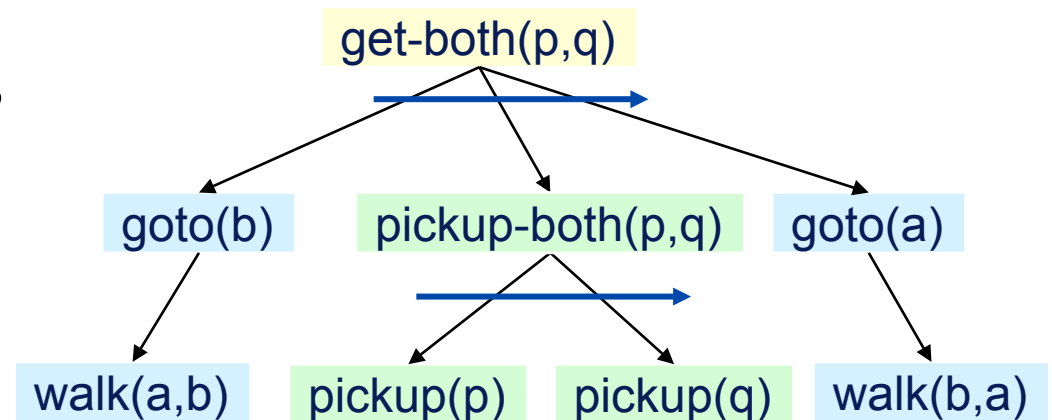 get-both(p,q)
goto(b) pickup-both(p,q) goto(a)
walk(a,b) pickup(p) pickup(q) walk(b,a)